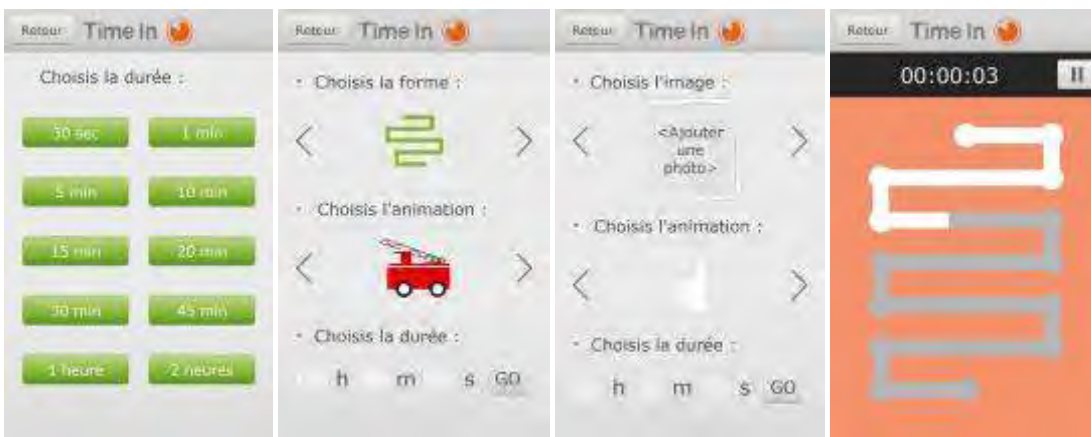 Retour Time In
Choisis la durée :
30 sec 1 min
5 min 10 min
15 min 20 min
30 min 45 min
1 heure 2 heures
Retour Time In
· Choisis la forme :
< >
· Choisis l'animation :
< >
· Choisis la durée :
h m s GO
Retour Time In
· Choisis l'image :
<Ajouter
une
photo>
· Choisis l'animation :
< >
· Choisis la durée :
h m s GO
Retour Time In
00:00:03